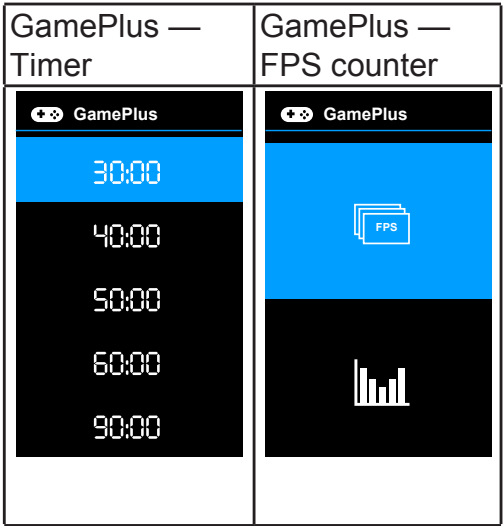 GamePlus —
Timer
GamePlus —
FPS counter
GamePlus
30:00
40:00
50:00
60:00
90:00
GamePlus
FPS